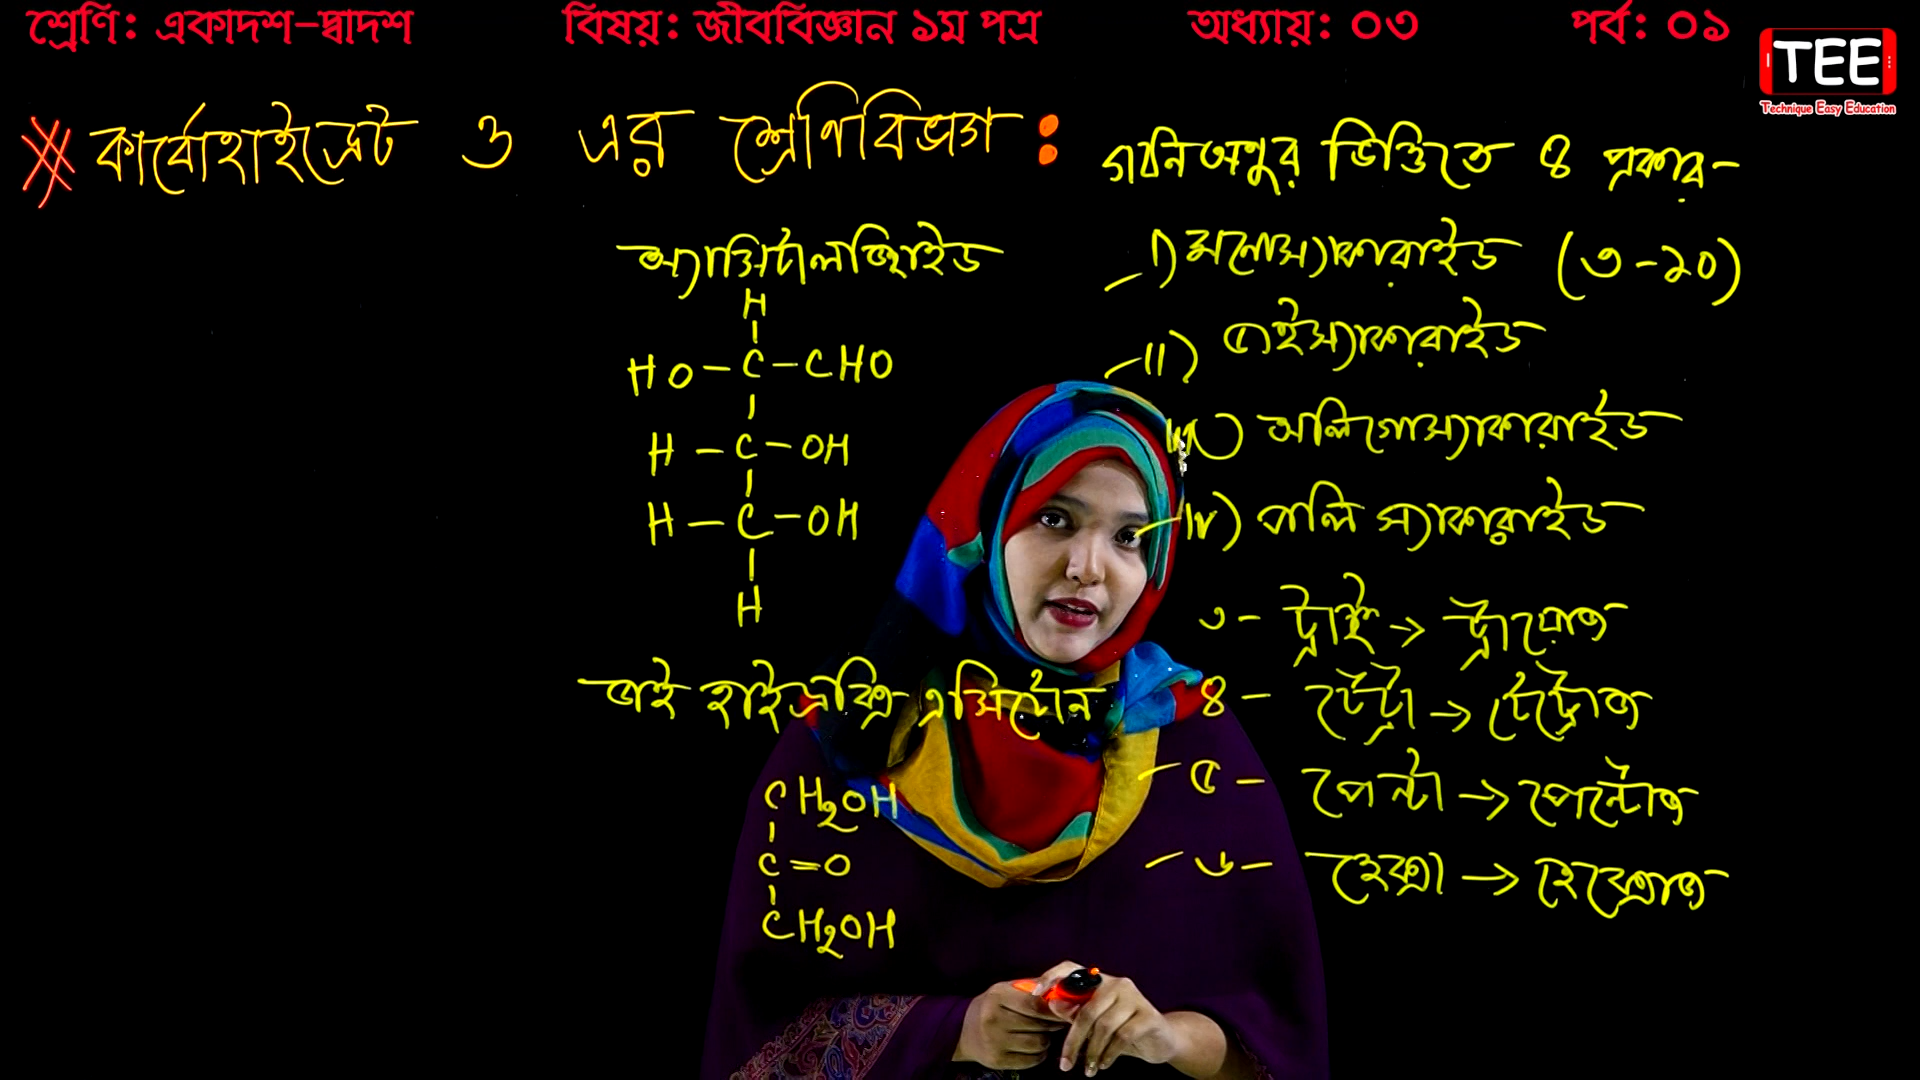 শ্রেণি: একাদশ-দ্বাদশ বিষয়: জীববিজ্ঞান ১ম পত্র অধ্যায়: ০৩ পর্ব: ০১
TEE
Technique Easy Education
কার্বোহাইড্রেট ও এর শ্রেণিবিভাগ :
অ্যাসিটালডিহাইড
H
HO - C - CHO
H - C - OH
H - C - OH
H
ডাই হাইড্রক্সি এসিটোন
CH₂OH
C = O
CH₂OH
গঠন অণুর ভিত্তিতে ৪ প্রকার-
i) মনোস্যাকারাইড (৩-১০)
ii) ডাইস্যাকারাইড
iii) অলিগোস্যাকারাইড
iv) পলি স্যাকারাইড
৩ - ট্রাই → ট্রায়োজ
৪ - টেট্রা → টেট্রোজ
৫ - পেন্টা → পেন্টোজ
৬ - হেক্সা → হেক্সোজ